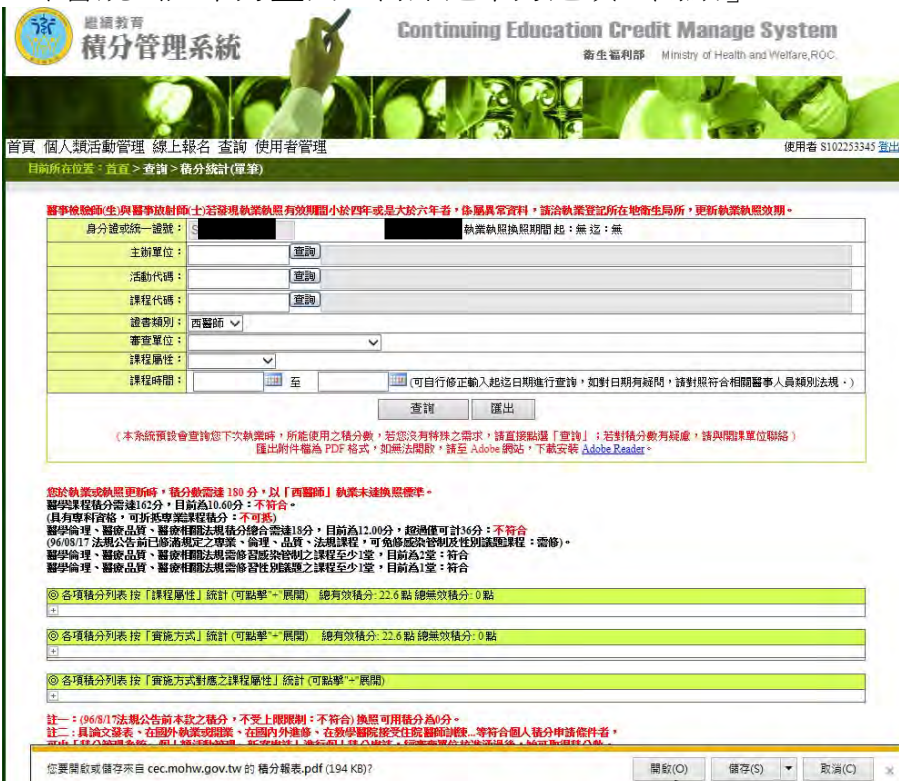 繼續教育
積分管理系統
Continuing Education Credit Manage System
衛生福利部 Ministry of Health and Welfare,ROC.
首頁 個人類活動管理 線上報名 查詢 使用者管理
使用者 S102253345 登出
目前所在位置：首頁 > 查詢 > 積分統計(單筆)
醫事檢驗師(生)與醫事放射師(士)若發現執業執照有效期間小於四年或是大於六年者，係屬異常資料，請洽執業登記所在地衛生局所，更新執業執照效期。
身分證或統一證號： S 執業執照換照期間 起：無 迄：無
主辦單位： 查詢
活動代碼： 查詢
課程代碼： 查詢
證書類別： 西醫師
審查單位：
課程屬性：
課程時間： 至 (可自行修正輸入起迄日期進行查詢，如對日期有疑問，請對照符合相關醫事人員類別法規。)
查詢 匯出
(本系統預設會查詢您下次執業時，所能使用之積分數，若您沒有特殊之需求，請直接點選「查詢」；若對積分數有疑慮，請與開課單位聯絡)
匯出附件檔為 PDF 格式，如無法開啟，請至 Adobe 網站，下載安裝 Adobe Reader。
您於執業或執照更新時，積分數需達 180 分，以「西醫師」執業未達換照標準。
醫學課程積分需達162分，目前為10.60分：不符合。
(具有專科資格，可折抵專業課程積分：不可抵)
醫學倫理、醫療品質、醫療相關法規積分總合需達18分，目前為12.00分，超過僅可計36分：不符合
(96/08/17 法規公告前已修滿規定之專業、倫理、品質、法規課程，可免修感染管制及性別議題課程：需修)。
醫學倫理、醫療品質、醫療相關法規需修習感染管制之課程至少1堂，目前為2堂：符合
醫學倫理、醫療品質、醫療相關法規需修習性別議題之課程至少1堂，目前為1堂：符合
◎ 各項積分列表 按「課程屬性」統計 (可點擊"+"展開) 總有效積分: 22.6 點 總無效積分: 0 點
+
◎ 各項積分列表 按「實施方式」統計 (可點擊"+"展開) 總有效積分: 22.6 點 總無效積分: 0 點
+
◎ 各項積分列表 按「實施方式對應之課程屬性」統計 (可點擊"+"展開)
+
註一：(96/8/17法規公告前本款之積分，不受上限限制：不符合) 換照可用積分為0分。
註二：具論文發表、在國外執業或開業、在國內外進修、在教學醫院接受住院醫師訓練...等符合個人積分申請條件者，
您要開啟或儲存來自 cec.mohw.gov.tw 的 積分報表.pdf (194 KB)?
開啟(O) 儲存(S) 取消(C) ×